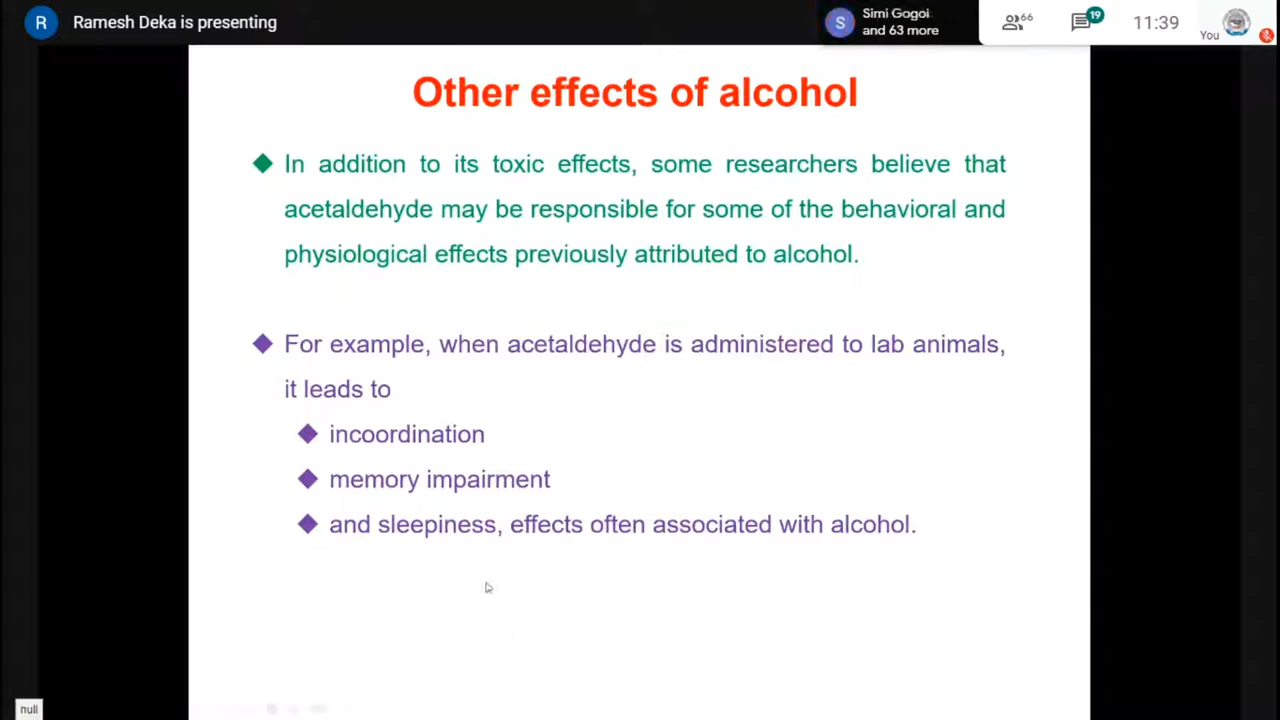 R Ramesh Deka is presenting
S Simi Gogoi
and 63 more
66
19
11:39
You
Other effects of alcohol
In addition to its toxic effects, some researchers believe that
acetaldehyde may be responsible for some of the behavioral and
physiological effects previously attributed to alcohol.
For example, when acetaldehyde is administered to lab animals,
it leads to
incoordination
memory impairment
and sleepiness, effects often associated with alcohol.
null